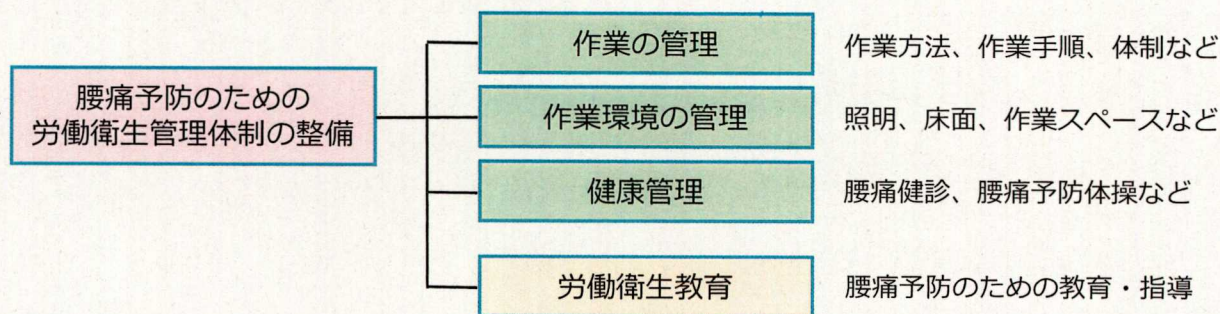 腰痛予防のための
労働衛生管理体制の整備
作業の管理
作業方法、作業手順、体制など
作業環境の管理
照明、床面、作業スペースなど
健康管理
腰痛健診、腰痛予防体操など
労働衛生教育
腰痛予防のための教育・指導